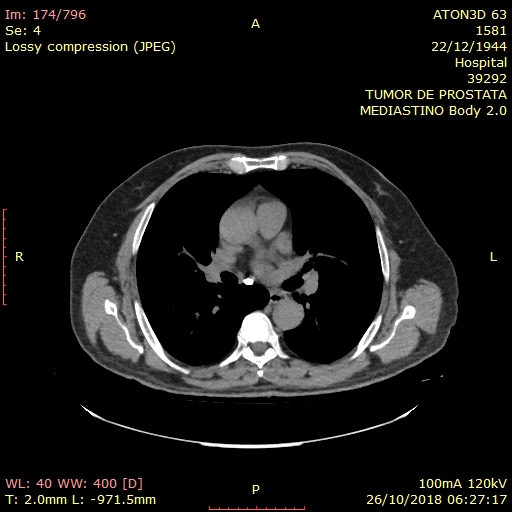 Im: 174/796
Se: 4
Lossy compression (JPEG)
A
ATON3D 63
1581
22/12/1944
Hospital
39292
TUMOR DE PROSTATA
MEDIASTINO Body 2.0
R
L
WL: 40 WW: 400 [D]
T: 2.0mm L: -971.5mm
P
100mA 120kV
26/10/2018 06:27:17